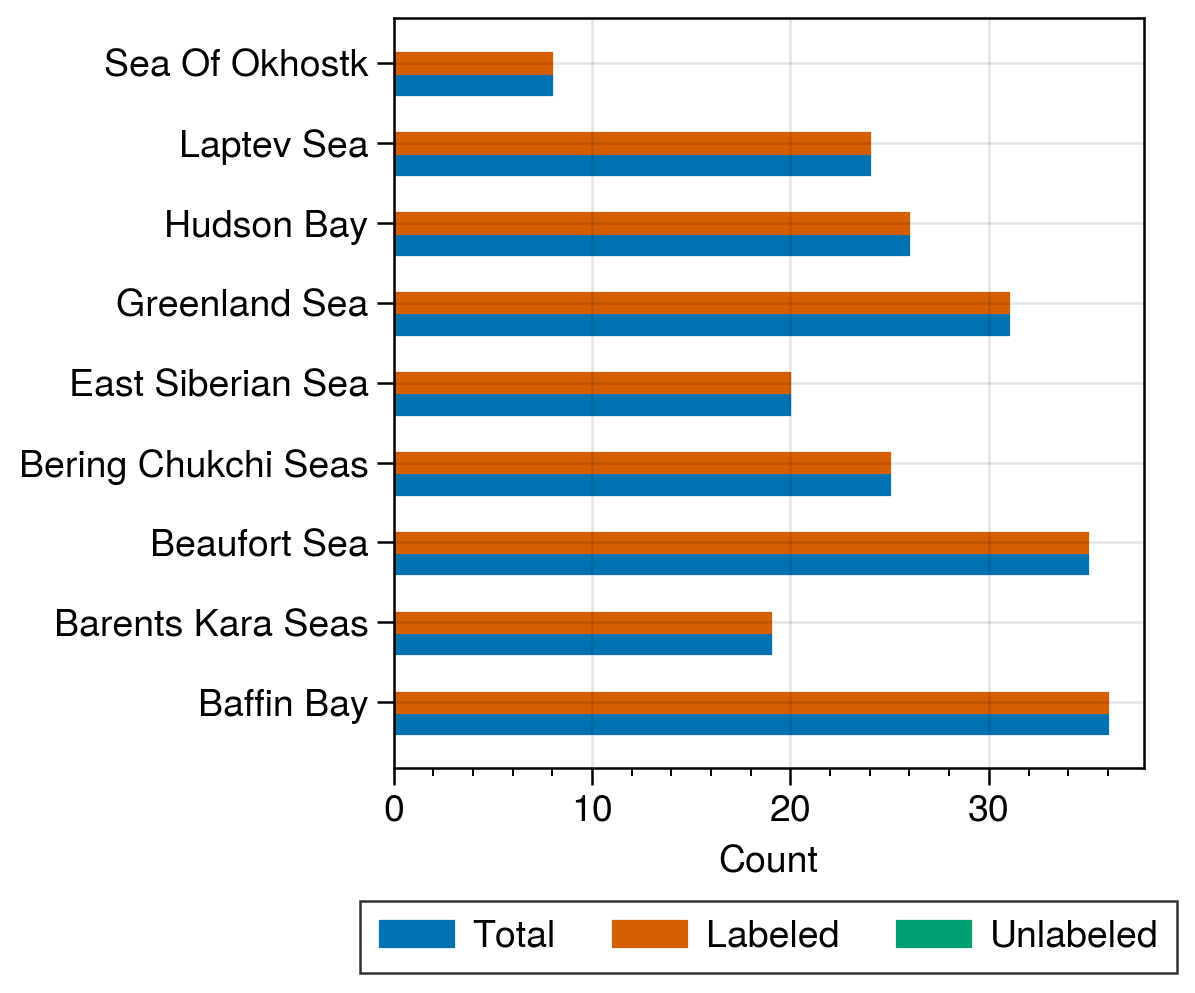 Sea Of Okhostk
Laptev Sea
Hudson Bay
Greenland Sea
East Siberian Sea
Bering Chukchi Seas
Beaufort Sea
Barents Kara Seas
Baffin Bay
0 10 20 30
Count
Total Labeled Unlabeled